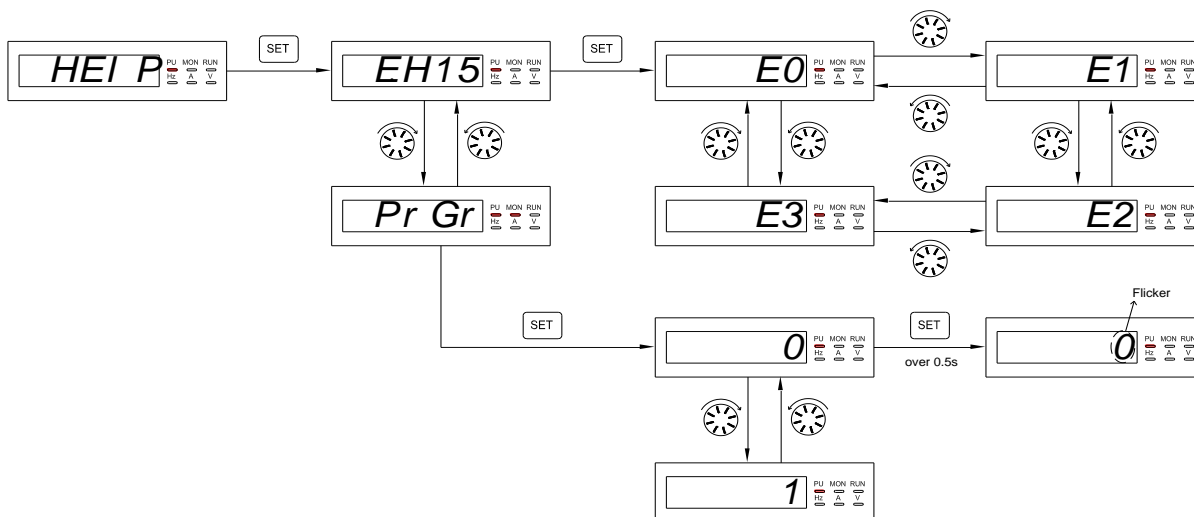 SET
SET
HEI P
PU MON RUN
Hz A V
EH15
PU MON RUN
Hz A V
E0
PU MON RUN
Hz A V
E1
PU MON RUN
Hz A V
Pr Gr
PU MON RUN
Hz A V
E3
PU MON RUN
Hz A V
E2
PU MON RUN
Hz A V
Flicker
SET
SET
0
PU MON RUN
Hz A V
over 0.5s
0
PU MON RUN
Hz A V
1
PU MON RUN
Hz A V